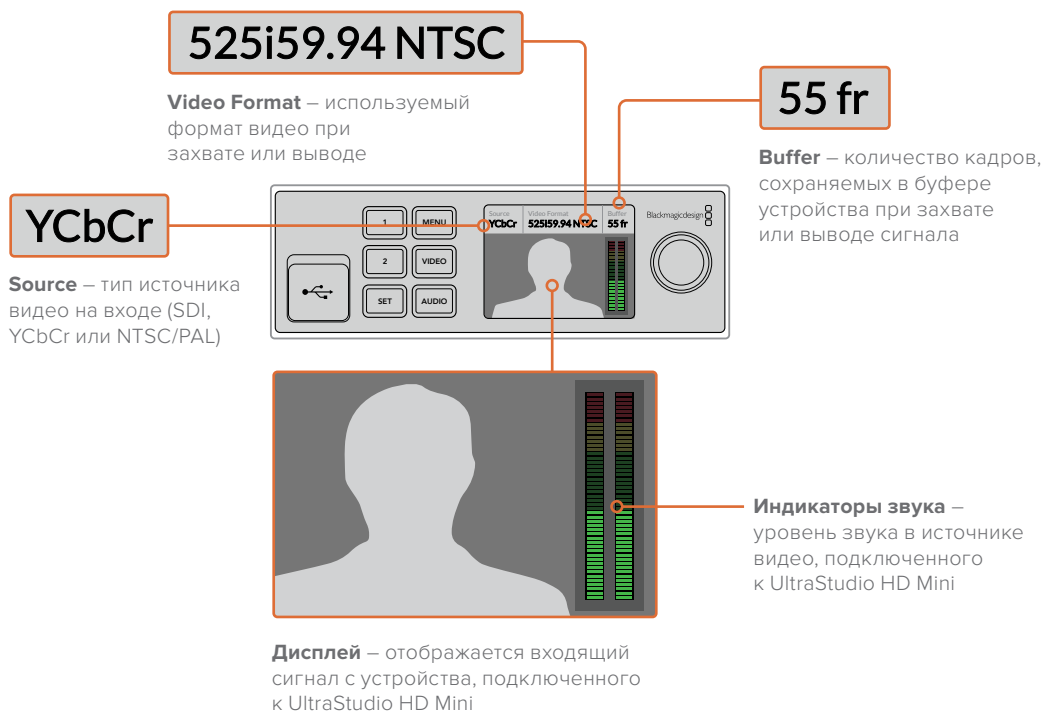 525i59.94 NTSC
Video Format – используемый
формат видео при
захвате или выводе
55 fr
Buffer – количество кадров,
сохраняемых в буфере
устройства при захвате
или выводе сигнала
YCbCr
Source – тип источника
видео на входе (SDI,
YCbCr или NTSC/PAL)
1
MENU
2
VIDEO
SET
AUDIO
Source
Video Format
Buffer
YCbCr
525I59.94 NTSC
55 fr
Blackmagicdesign
Индикаторы звука –
уровень звука в источнике
видео, подключенного
к UltraStudio HD Mini
Дисплей – отображается входящий
сигнал с устройства, подключенного
к UltraStudio HD Mini